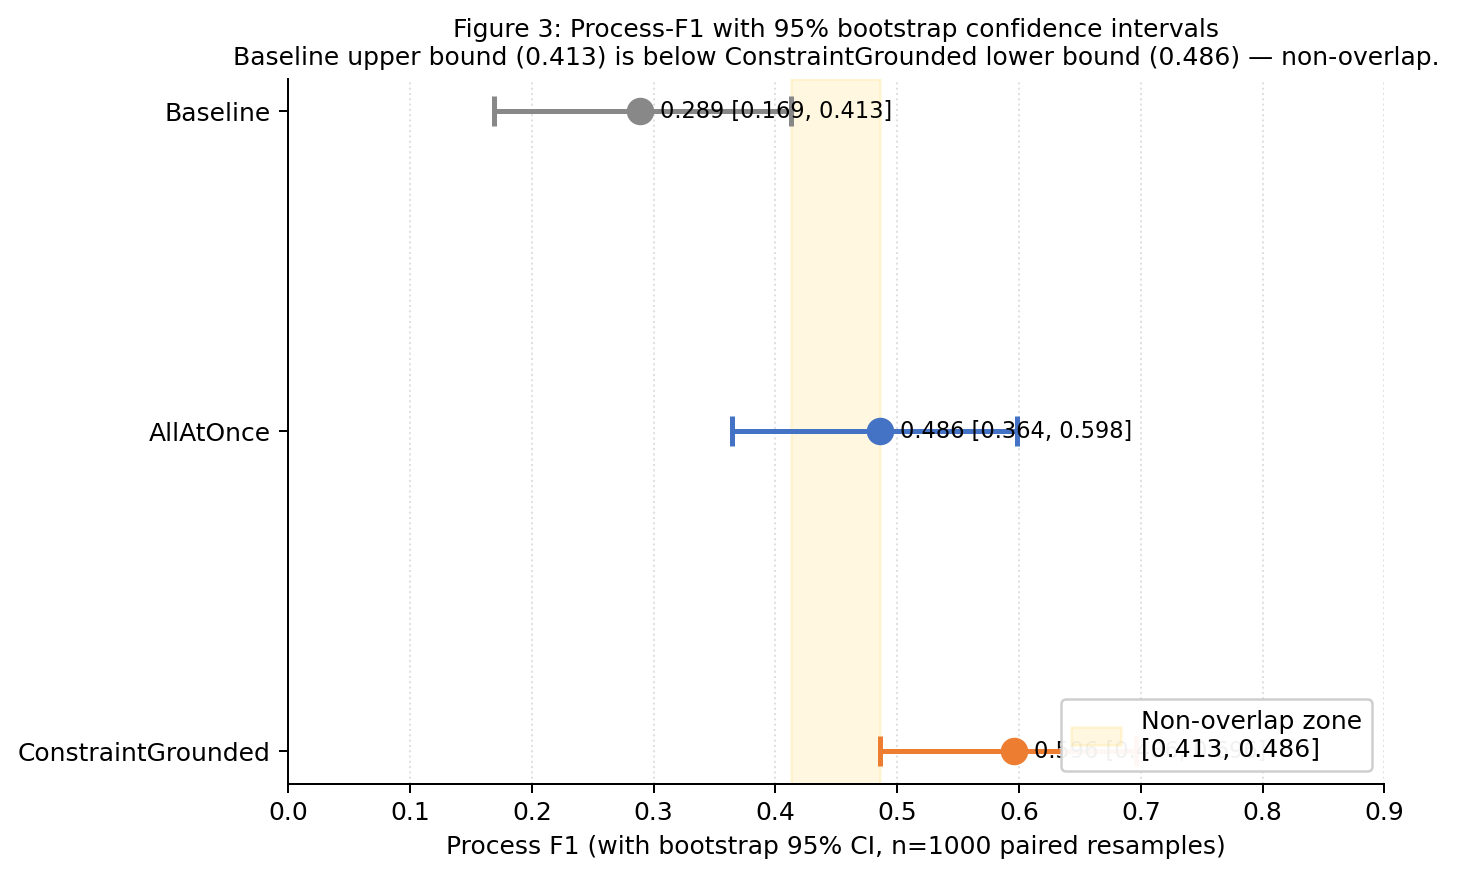 Figure 3: Process-F1 with 95% bootstrap confidence intervals
Baseline upper bound (0.413) is below ConstraintGrounded lower bound (0.486) — non-overlap.
Baseline
0.289 [0.169, 0.413]
AllAtOnce
0.486 [0.364, 0.598]
ConstraintGrounded
0.596
Non-overlap zone
[0.413, 0.486]
0.0 0.1 0.2 0.3 0.4 0.5 0.6 0.7 0.8 0.9
Process F1 (with bootstrap 95% CI, n=1000 paired resamples)